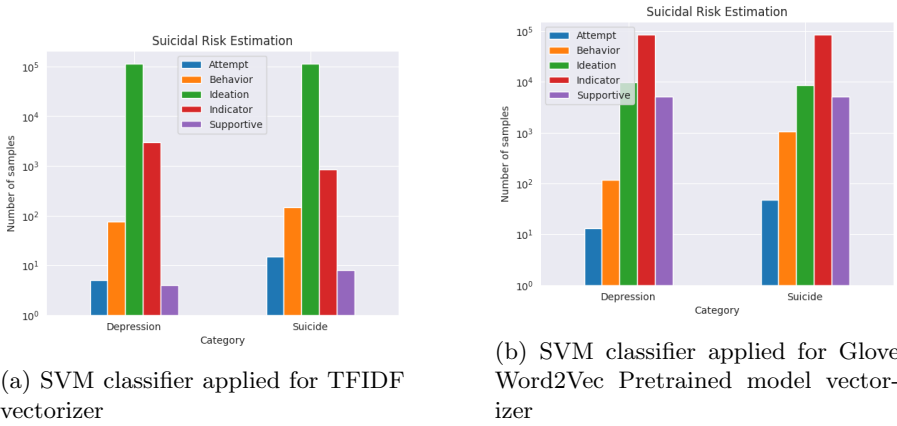 Suicidal Risk Estimation
Attempt
Behavior
Ideation
Indicator
Supportive
10^5
10^4
10^3
10^2
10^1
10^0
Number of samples
Depression
Suicide
Category
(a) SVM classifier applied for TFIDF
vectorizer
Suicidal Risk Estimation
Attempt
Behavior
Ideation
Indicator
Supportive
10^5
10^4
10^3
10^2
10^1
10^0
Number of samples
Depression
Suicide
Category
(b) SVM classifier applied for Glove
Word2Vec Pretrained model vector-
izer